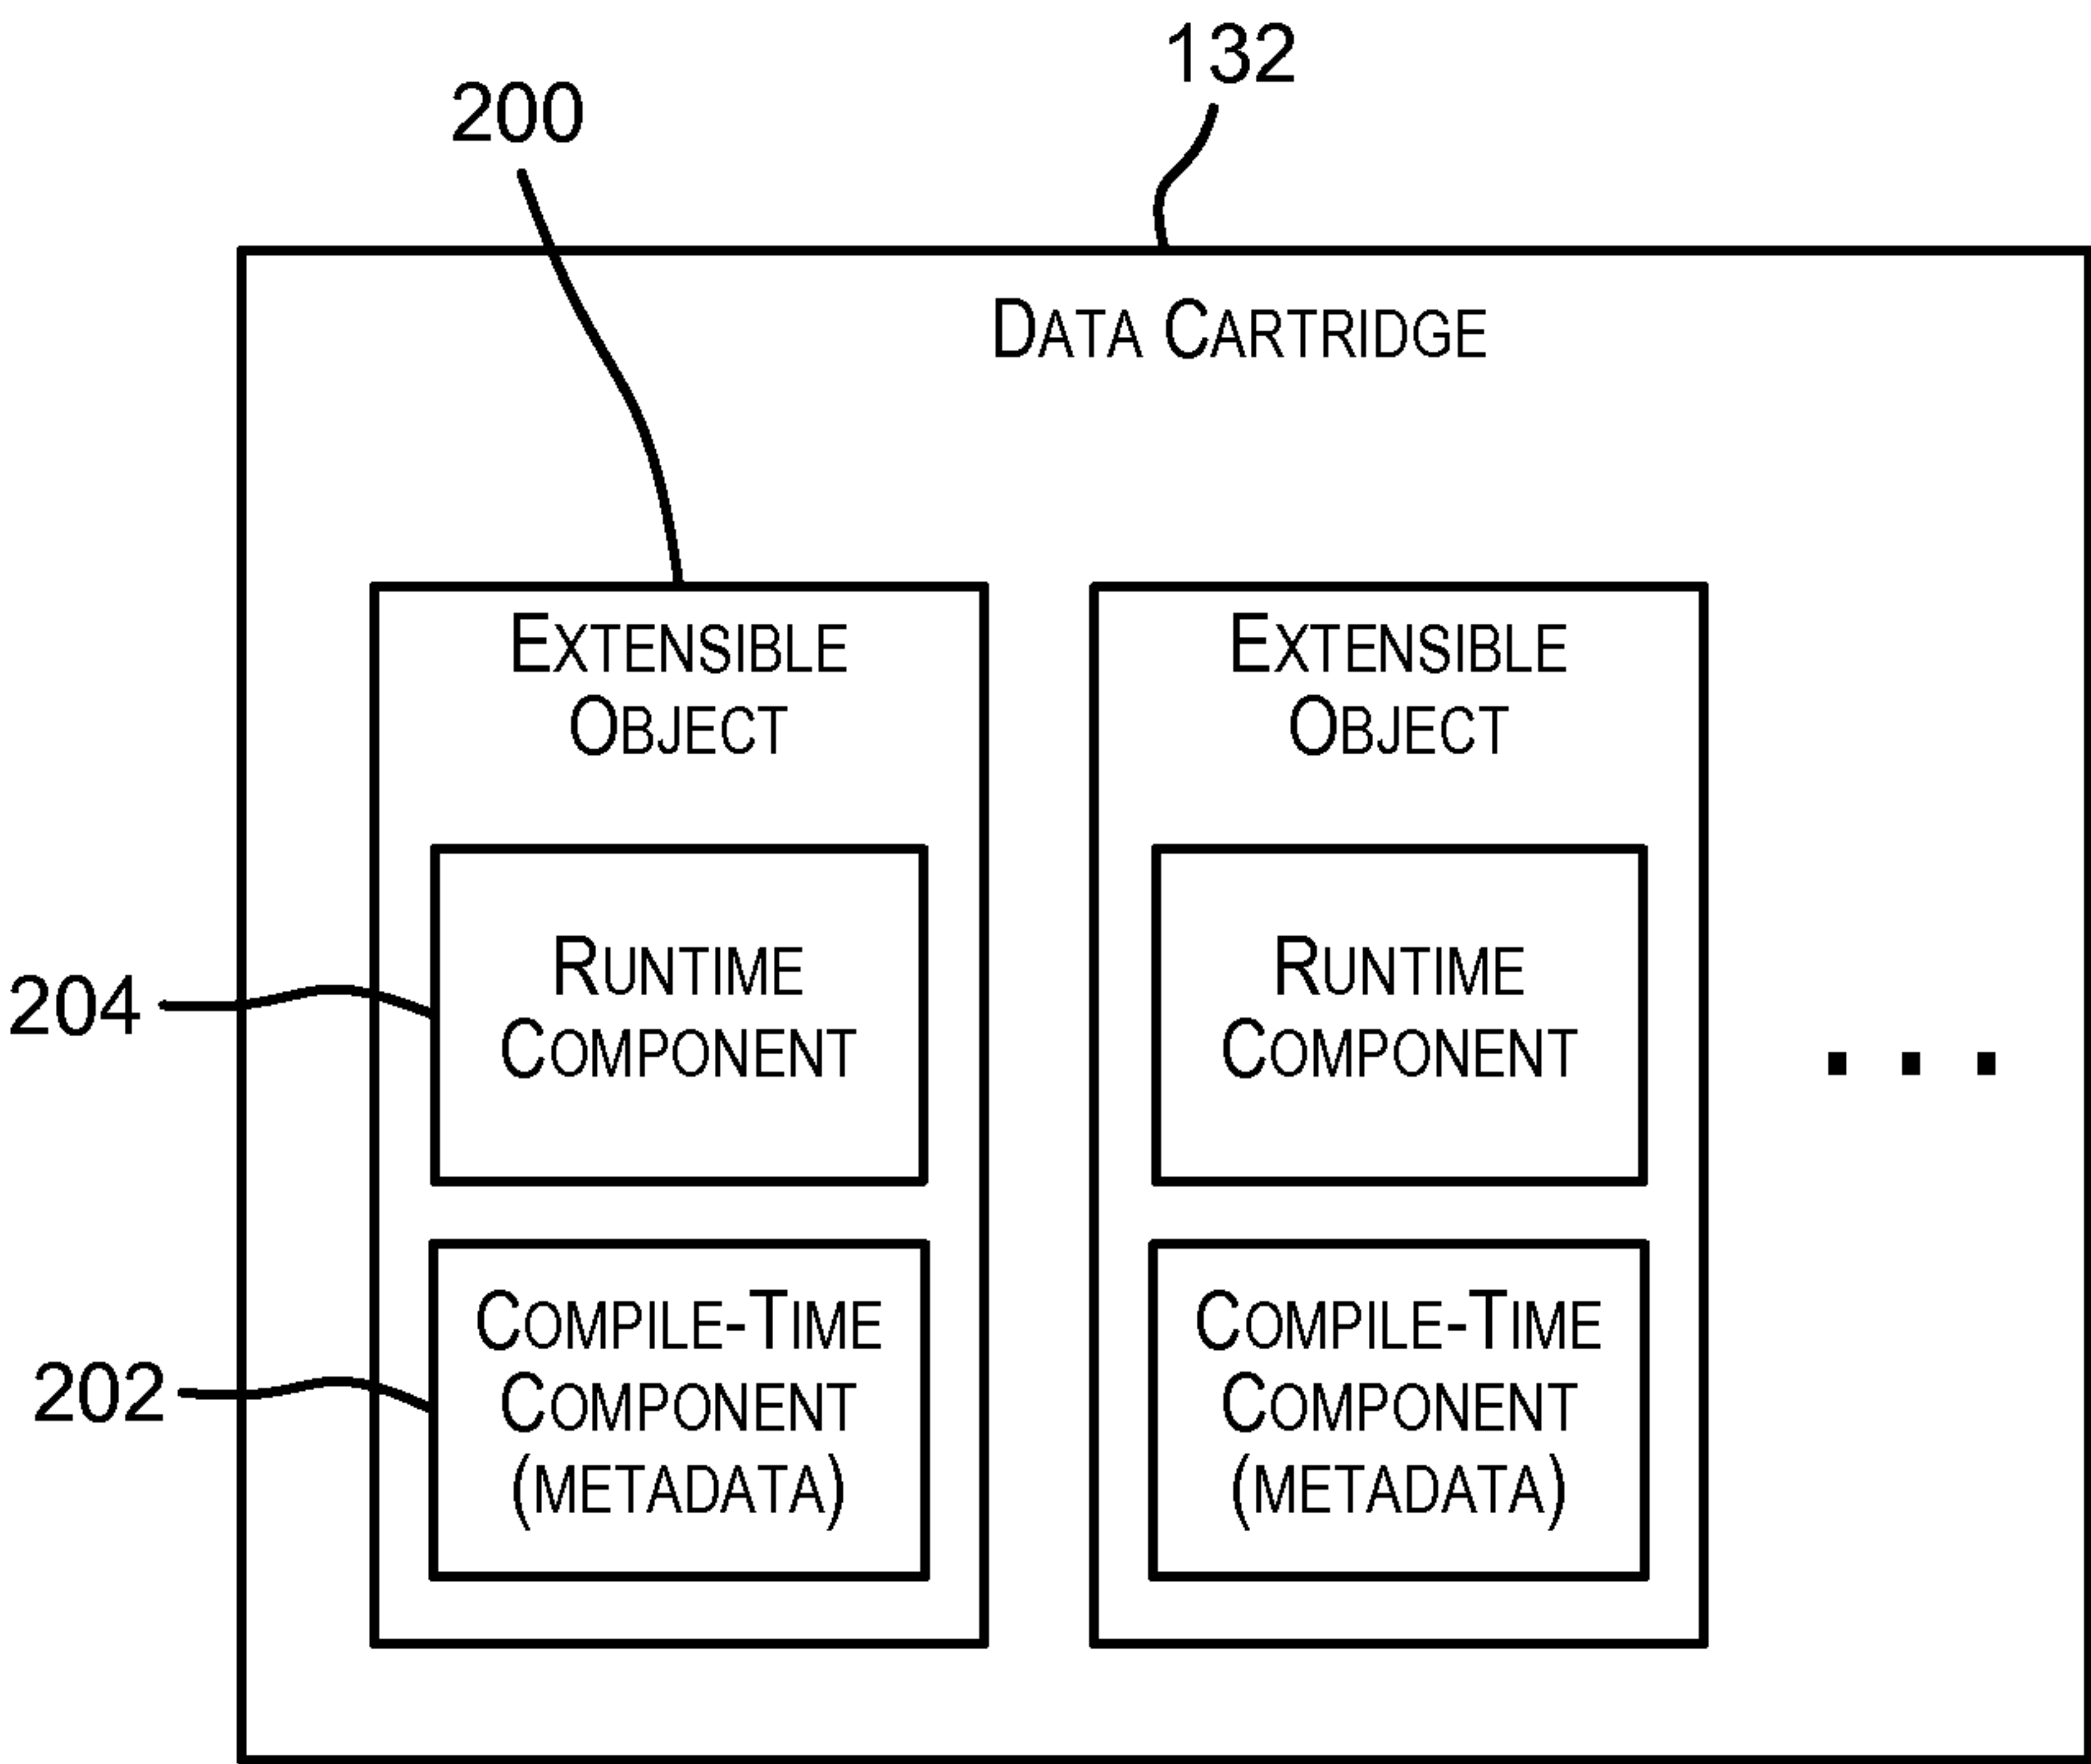 132
200
DATA CARTRIDGE
EXTENSIBLE
OBJECT
RUNTIME
COMPONENT
204
COMPILE-TIME
COMPONENT
(METADATA)
202
EXTENSIBLE
OBJECT
RUNTIME
COMPONENT
COMPILE-TIME
COMPONENT
(METADATA)
. . .